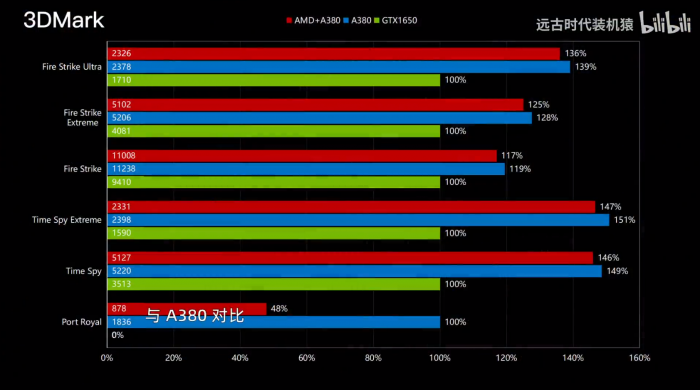 3DMark
AMD+A380 A380 GTX1650
远古时代装机猿 bilibili
Fire Strike Ultra 2326 136%
2378 139%
1710 100%
Fire Strike Extreme 5102 125%
5206 128%
4081 100%
Fire Strike 11008 117%
11238 119%
9410 100%
Time Spy Extreme 2331 147%
2398 151%
1590 100%
Time Spy 5127 146%
5220 149%
3513 100%
Port Royal 878 48%
1836 100%
0%
与 A380 对比
0% 20% 40% 60% 80% 100% 120% 140% 160%